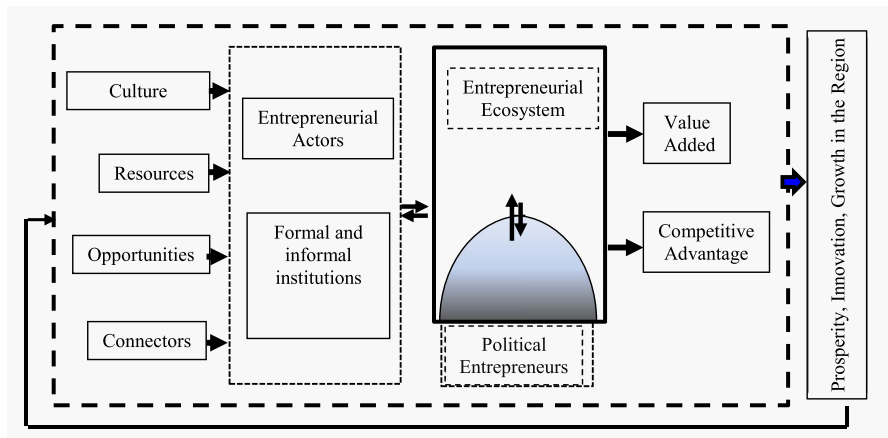 Culture
Resources
Opportunities
Connectors
Entrepreneurial
Actors
Formal and
informal
institutions
Entrepreneurial
Ecosystem
Political
Entrepreneurs
Value
Added
Competitive
Advantage
Prosperity, Innovation, Growth in the Region